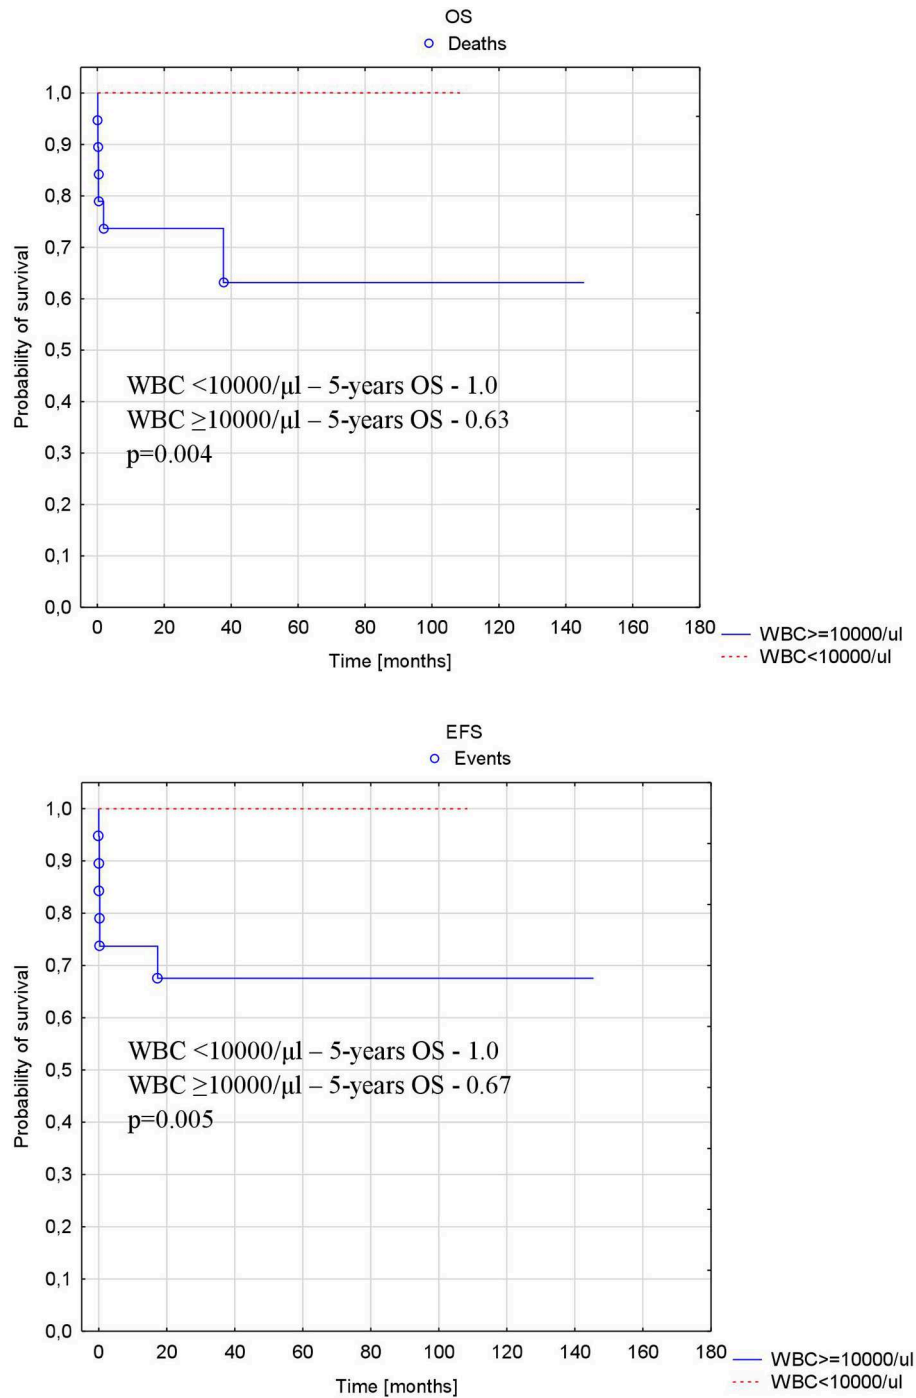 OS
Deaths
1,0
0,9
0,8
0,7
0,6
0,5
0,4
0,3
0,2
0,1
0,0
Probability of survival
WBC <10000/µl – 5-years OS - 1.0
WBC ≥10000/µl – 5-years OS - 0.63
p=0.004
0 20 40 60 80 100 120 140 160 180
Time [months]
WBC>=10000/ul
WBC<10000/ul
EFS
Events
1,0
0,9
0,8
0,7
0,6
0,5
0,4
0,3
0,2
0,1
0,0
Probability of survival
WBC <10000/µl – 5-years OS - 1.0
WBC ≥10000/µl – 5-years OS - 0.67
p=0.005
0 20 40 60 80 100 120 140 160 180
Time [months]
WBC>=10000/ul
WBC<10000/ul